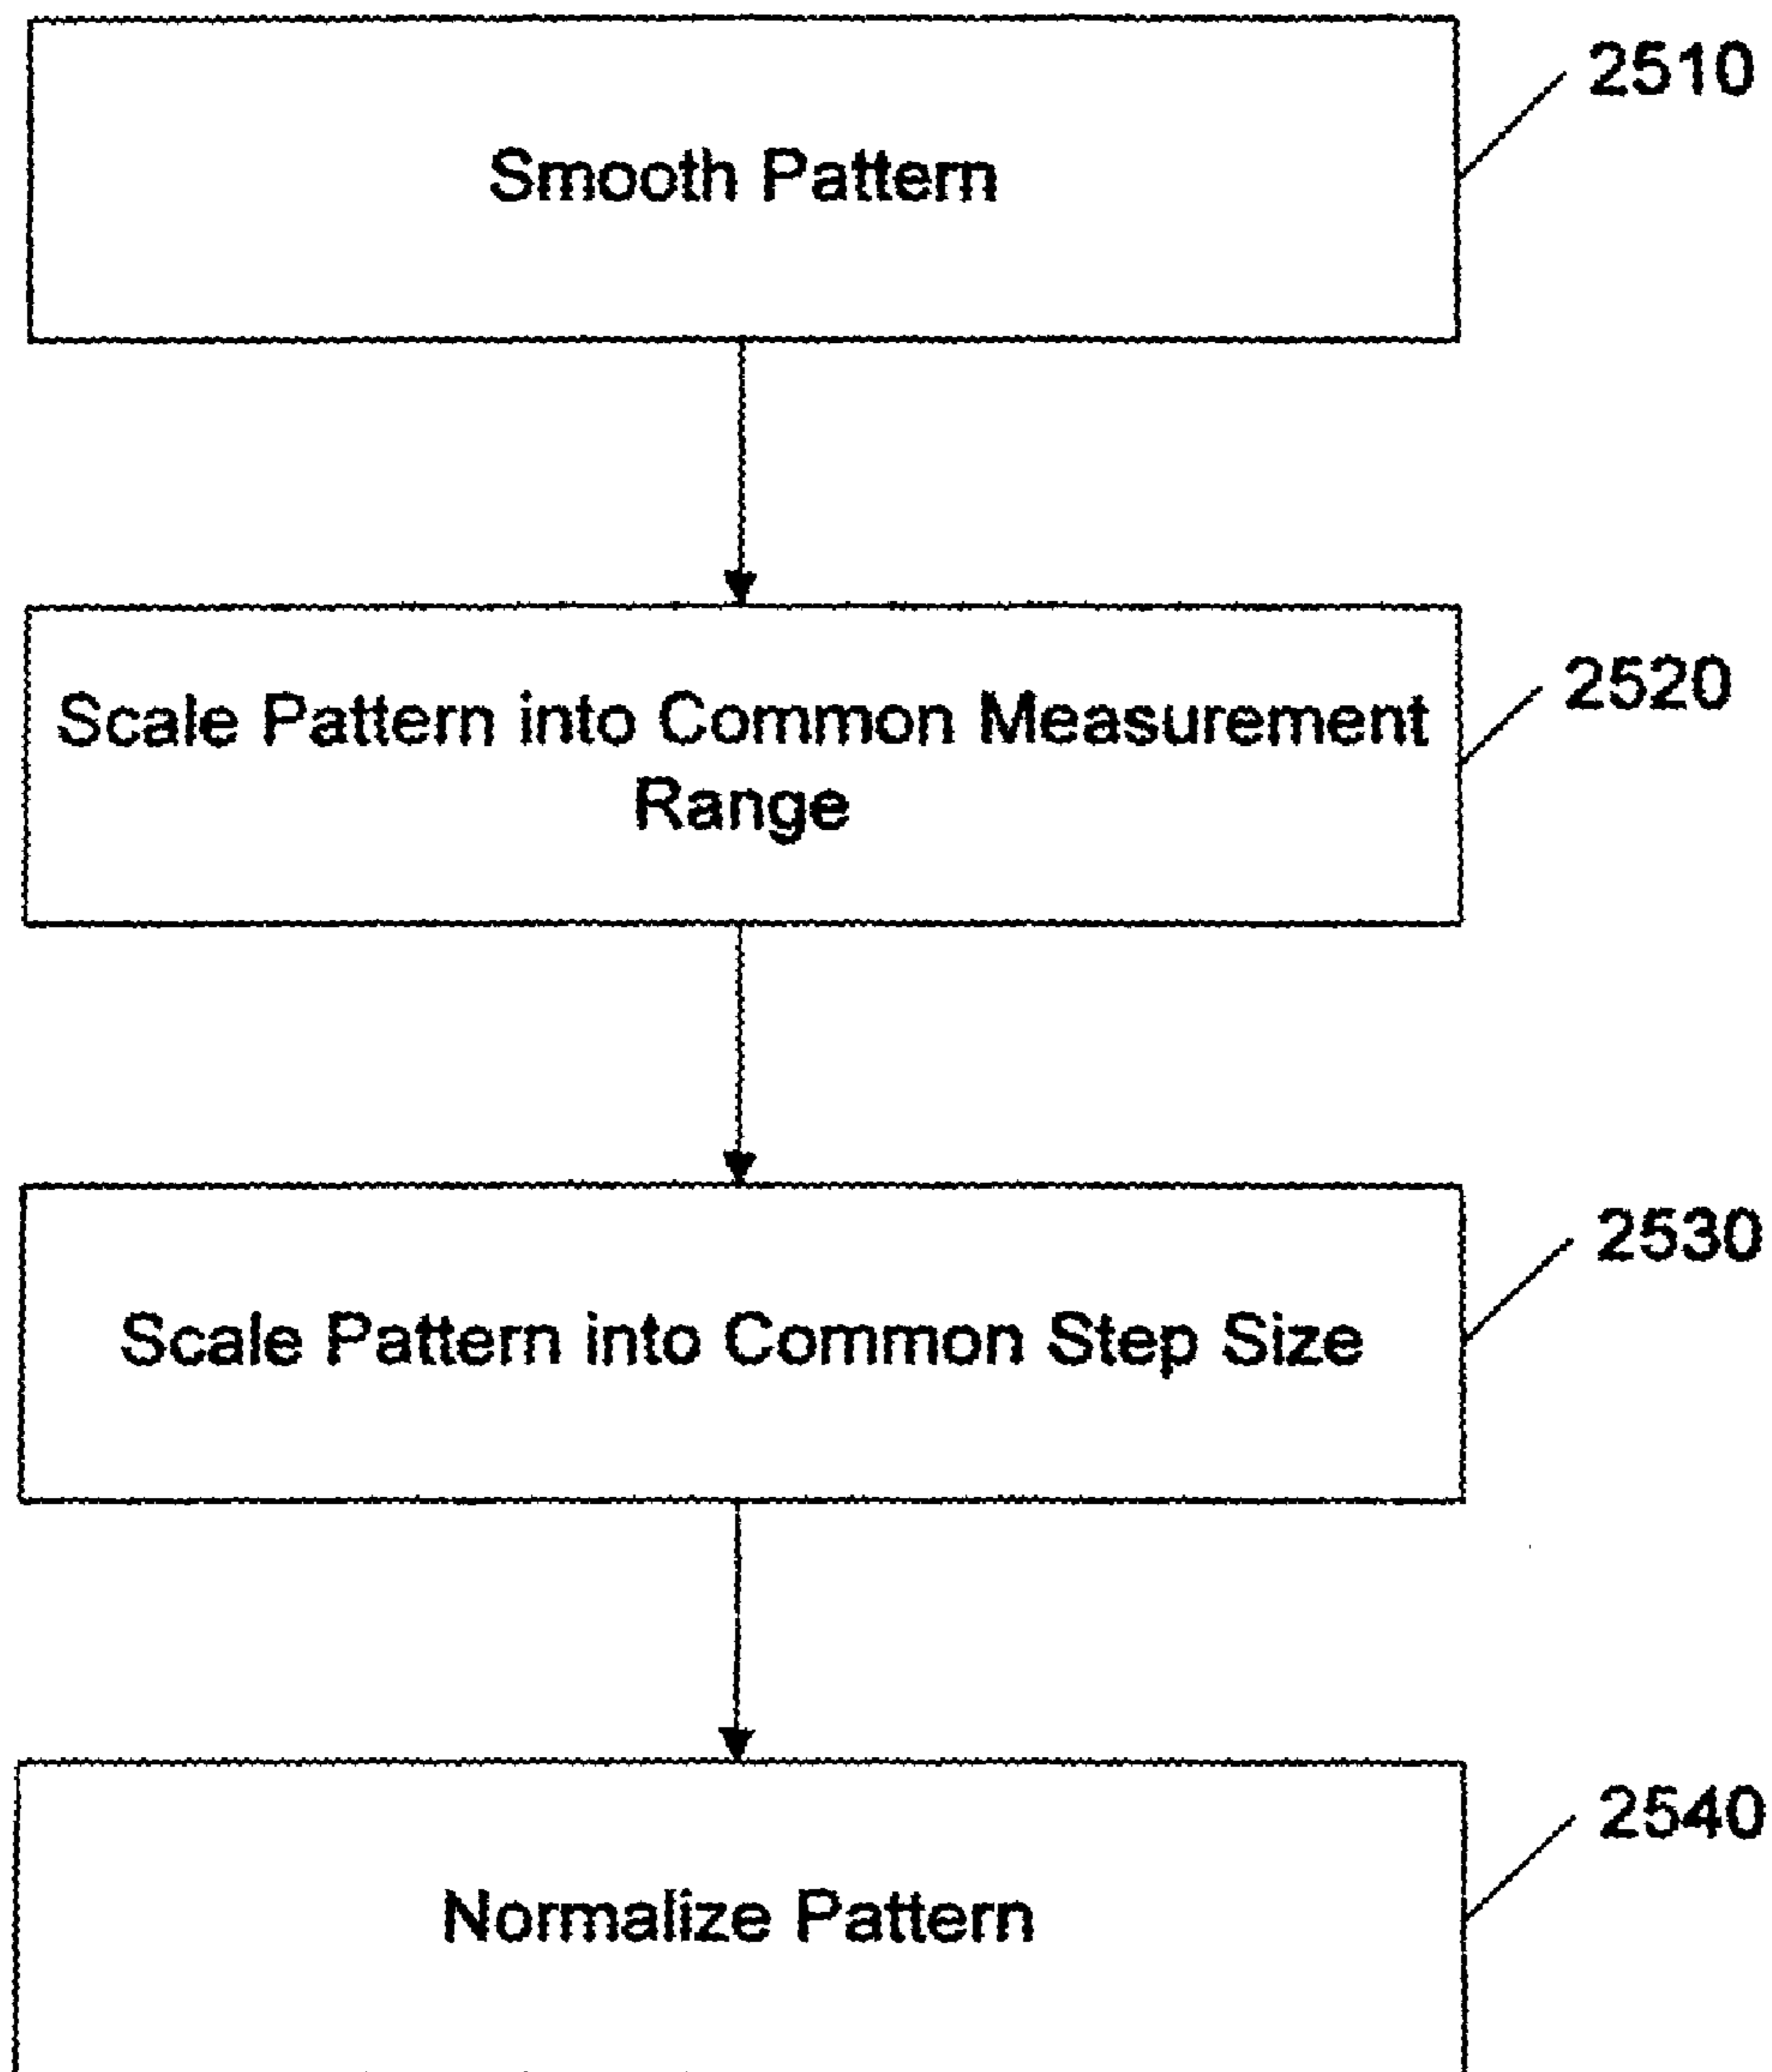 2510
Smooth Pattern
2520
Scale Pattern into Common Measurement
Range
2530
Scale Pattern into Common Step Size
2540
Normalize Pattern